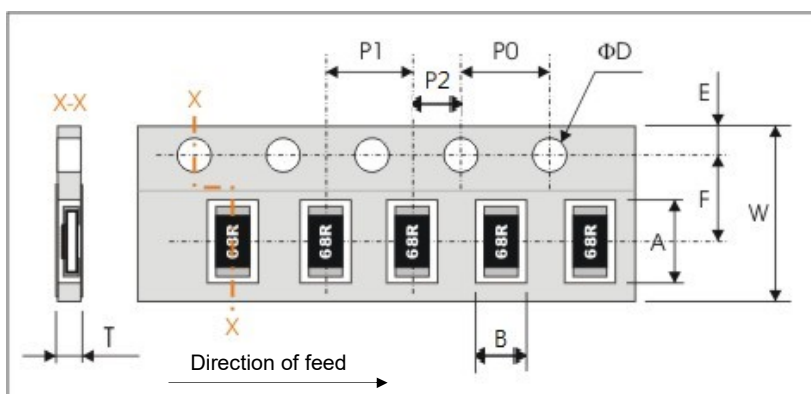 P1
P0
ΦD
P2
E
X-X
X
F
W
A
68R
68R
68R
68R
68R
X
T
B
Direction of feed